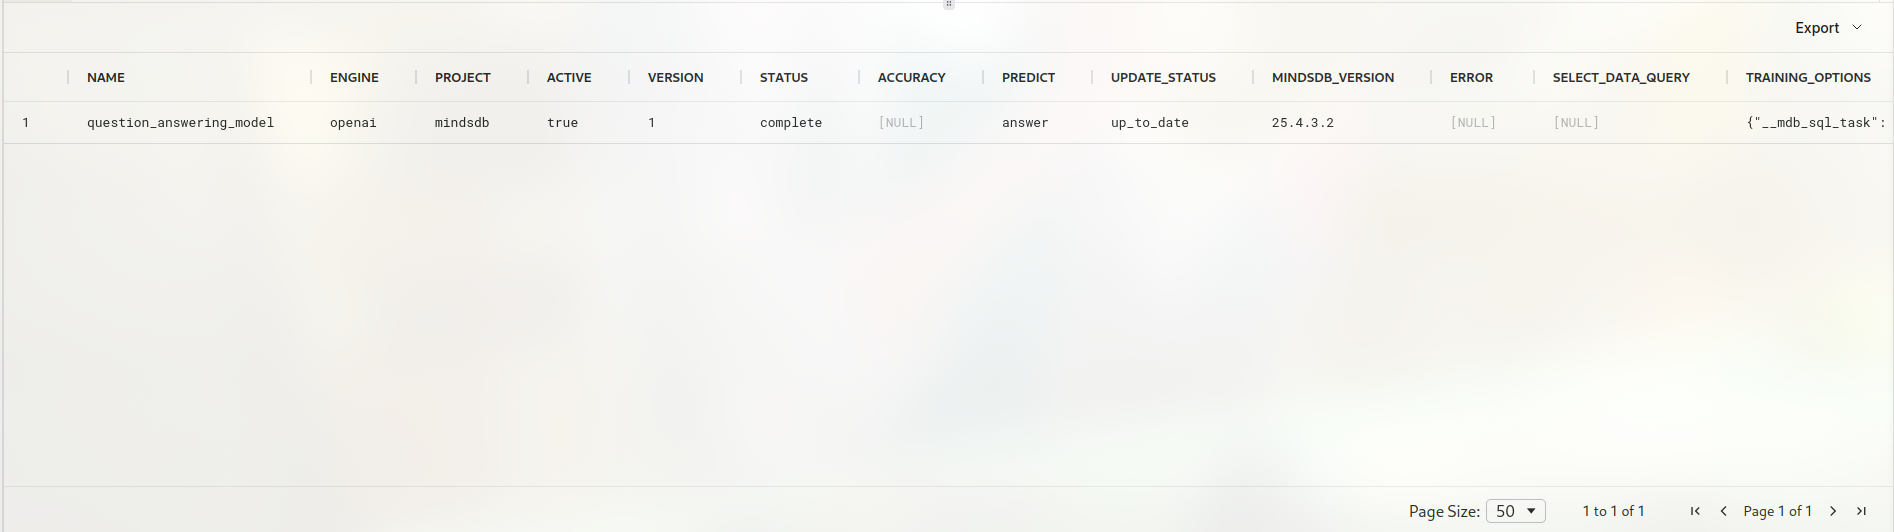 Export
NAME ENGINE PROJECT ACTIVE VERSION STATUS ACCURACY PREDICT UPDATE_STATUS MINDSDB_VERSION ERROR SELECT_DATA_QUERY TRAINING_OPTIONS
1 question_answering_model openai mindsdb true 1 complete [NULL] answer up_to_date 25.4.3.2 [NULL] [NULL] {"__mdb_sql_task":
Page Size: 50 1 to 1 of 1 Page 1 of 1